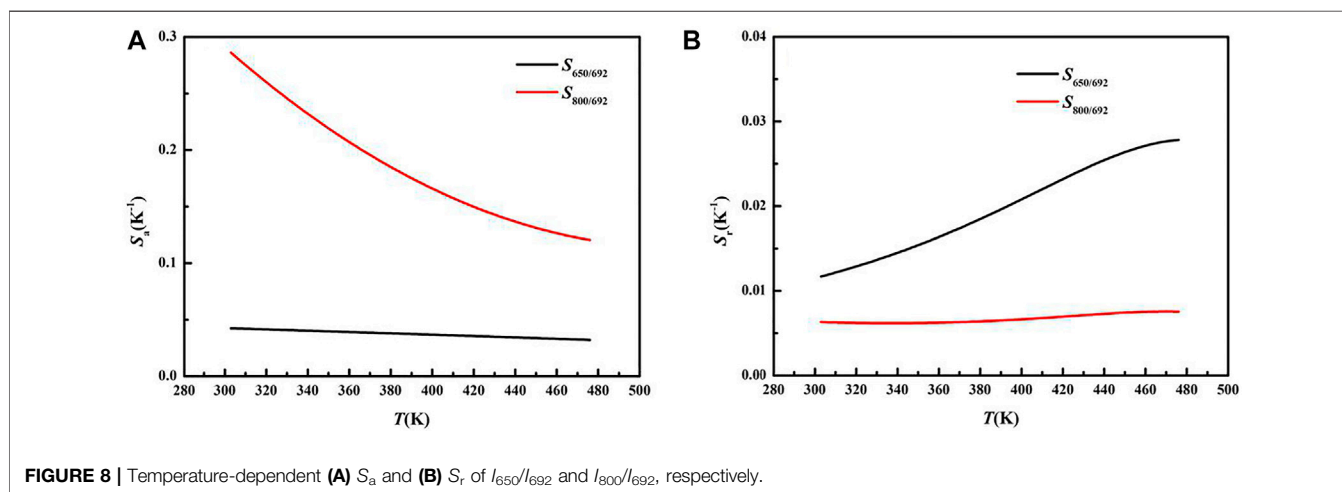 A
0.3
0.2
0.1
0.0
S650/692
S800/692
Sa(K-1)
280 300 320 340 360 380 400 420 440 460 480 500
T(K)
B
0.04
0.03
0.02
0.01
0.00
S650/692
S800/692
Sr(K-1)
280 300 320 340 360 380 400 420 440 460 480 500
T(K)
FIGURE 8 | Temperature-dependent (A) Sa and (B) Sr of I650/I692 and I800/I692, respectively.